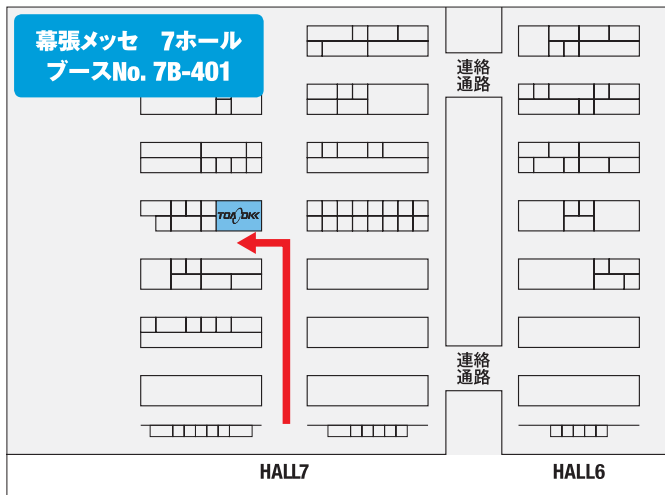 幕張メッセ 7ホール
ブースNo. 7B-401
連絡
通路
TOA DKK
連絡
通路
HALL7
HALL6